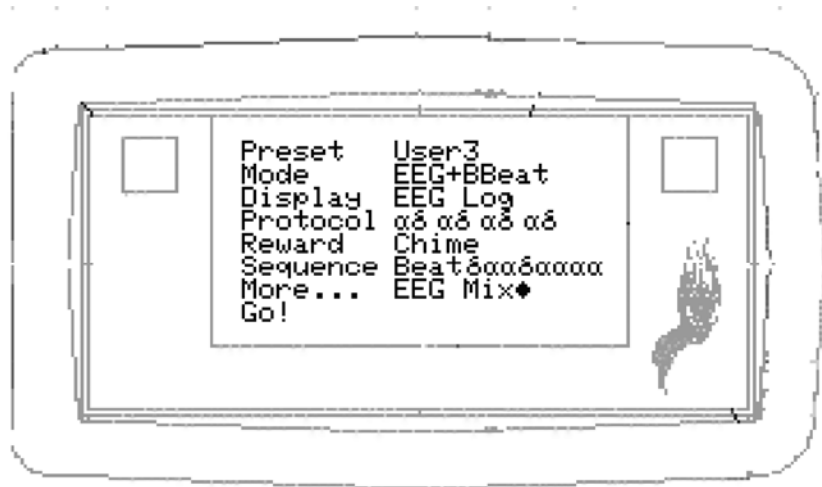 Preset User3
Mode EEG+BBeat
Display EEG Log
Protocol αδ αδ αδ αδ
Reward Chime
Sequence Beatδααδαααα
More... EEG Mix♦
Go!